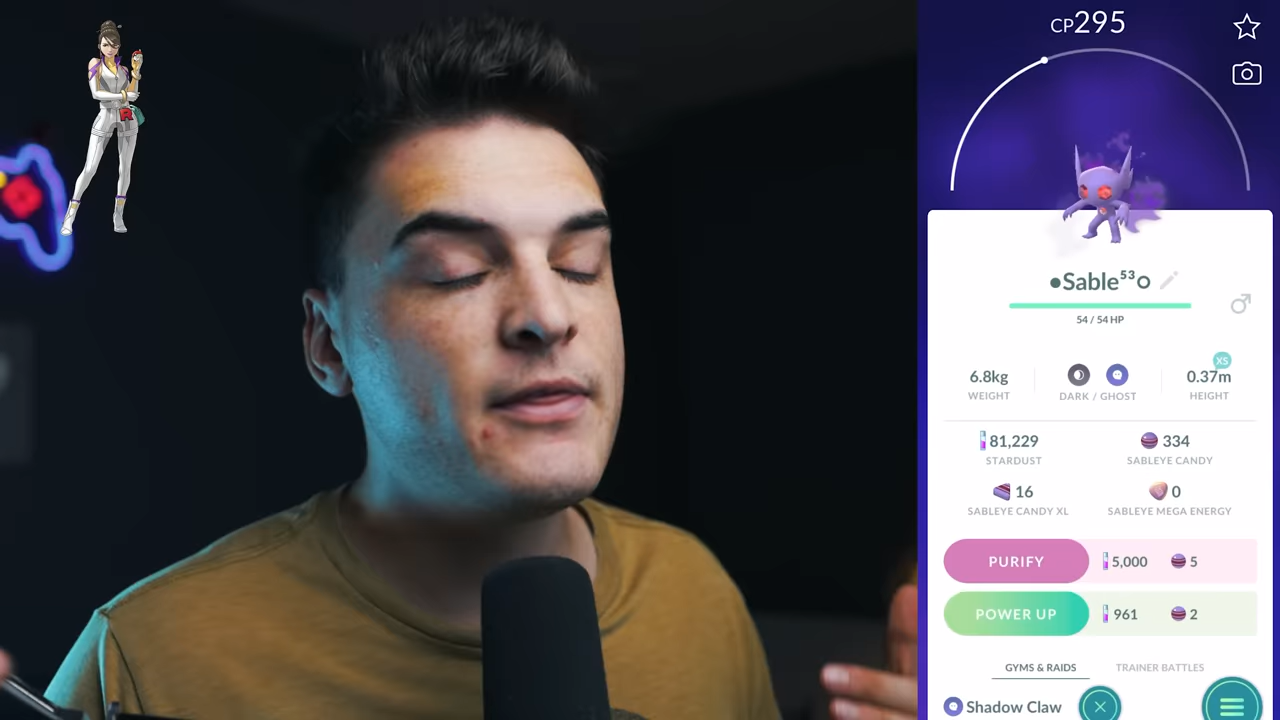 R
CP295
●Sable⁵³○
54 / 54 HP
XS
6.8kg
0.37m
WEIGHT
DARK / GHOST
HEIGHT
81,229
334
STARDUST
SABLEYE CANDY
16
0
SABLEYE CANDY XL
SABLEYE MEGA ENERGY
PURIFY
5,000
5
POWER UP
961
2
GYMS & RAIDS
TRAINER BATTLES
Shadow Claw